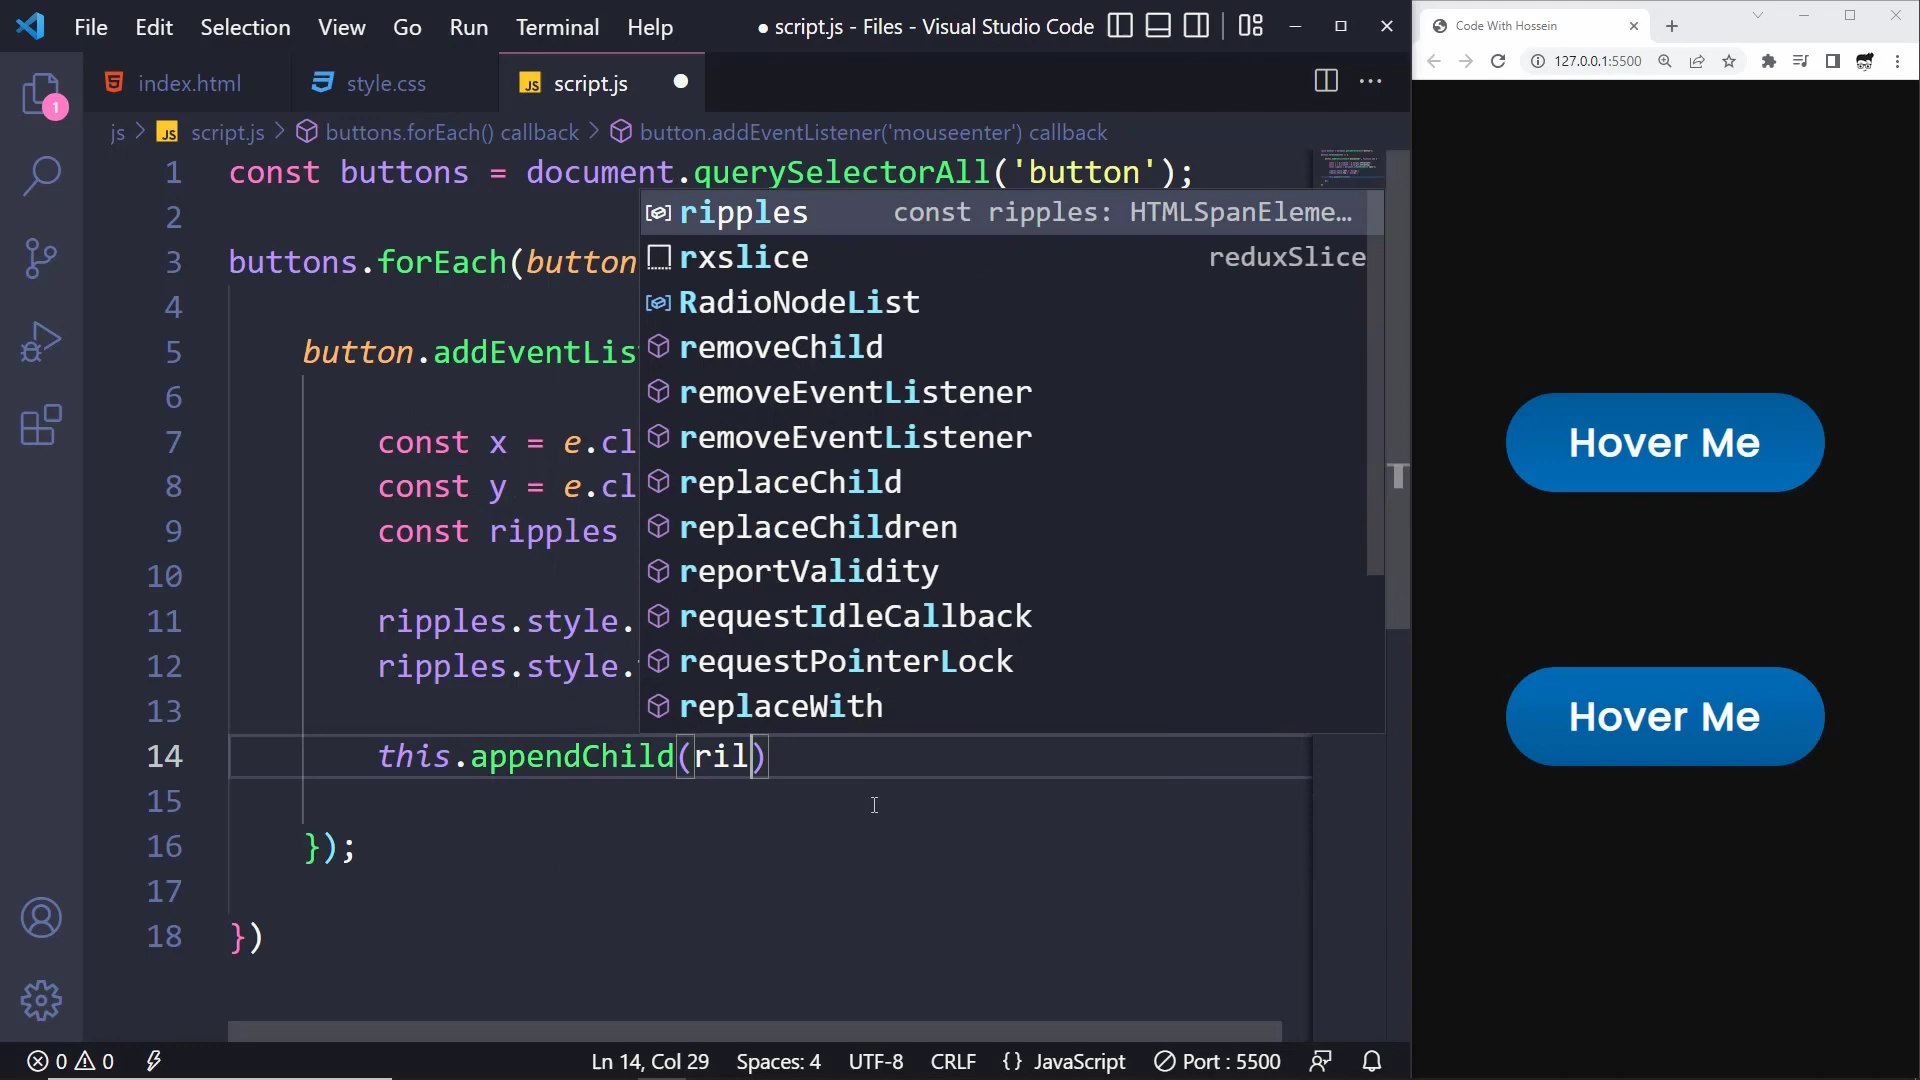 File Edit Selection View Go Run Terminal Help ● script.js - Files - Visual Studio Code
1
index.html style.css JS script.js
js > JS script.js > buttons.forEach() callback > button.addEventListener('mouseenter') callback
1 const buttons = document.querySelectorAll('button');
2
3 buttons.forEach(button
4
5 button.addEventLis
6
7 const x = e.cl
8 const y = e.cl
9 const ripples
10
11 ripples.style.
12 ripples.style.
13
14 this.appendChild(ril)
15
16 });
17
18 })
ripples const ripples: HTMLSpanEleme…
rxslice reduxSlice
RadioNodeList
removeChild
removeEventListener
removeEventListener
replaceChild
replaceChildren
reportValidity
requestIdleCallback
requestPointerLock
replaceWith
0 0 Ln 14, Col 29 Spaces: 4 UTF-8 CRLF {} JavaScript Port : 5500
Code With Hossein
127.0.0.1:5500
Hover Me
Hover Me